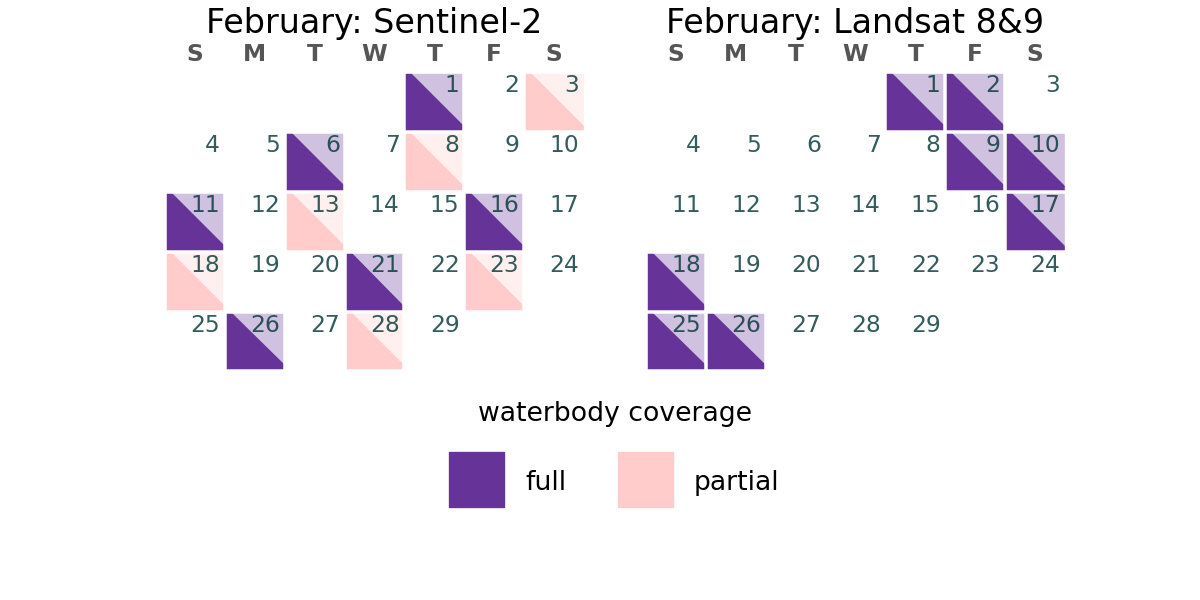 February: Sentinel-2
S M T W T F S
1 2 3
4 5 6 7 8 9 10
11 12 13 14 15 16 17
18 19 20 21 22 23 24
25 26 27 28 29
February: Landsat 8&9
S M T W T F S
1 2 3
4 5 6 7 8 9 10
11 12 13 14 15 16 17
18 19 20 21 22 23 24
25 26 27 28 29
waterbody coverage
full partial